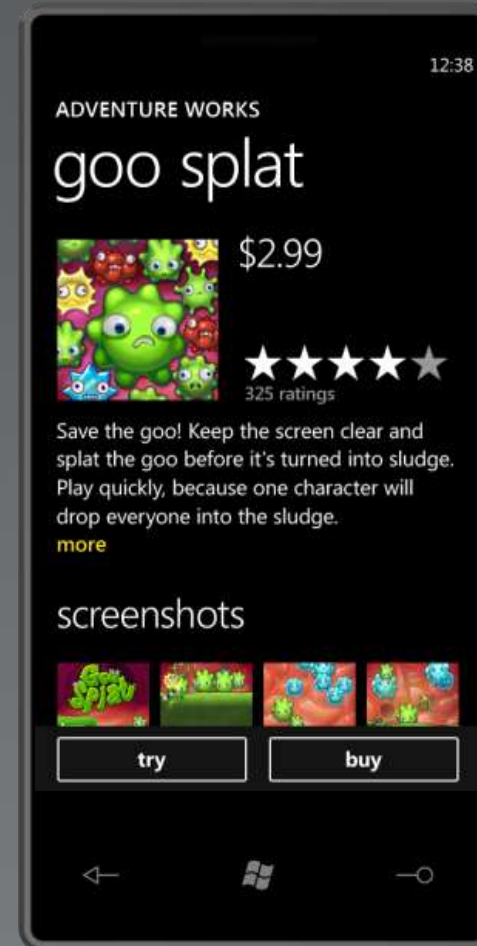 12:38
ADVENTURE WORKS
goo splat
$2.99
325 ratings
Save the goo! Keep the screen clear and
splat the goo before it's turned into sludge.
Play quickly, because one character will
drop everyone into the sludge.
more
screenshots
Goo
Splat
try
buy